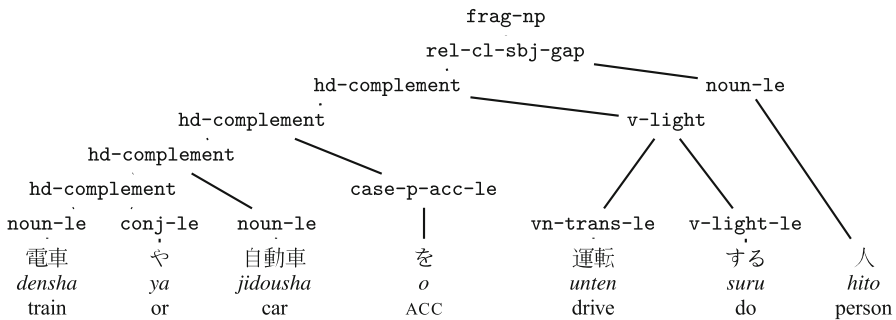 frag-np
rel-cl-sbj-gap
hd-complement noun-le
hd-complement v-light
hd-complement
hd-complement case-p-acc-le
noun-le conj-le noun-le vn-trans-le v-light-le
電車 や 自動車 を 運転 する 人
densha ya jidousha o unten suru hito
train or car ACC drive do person